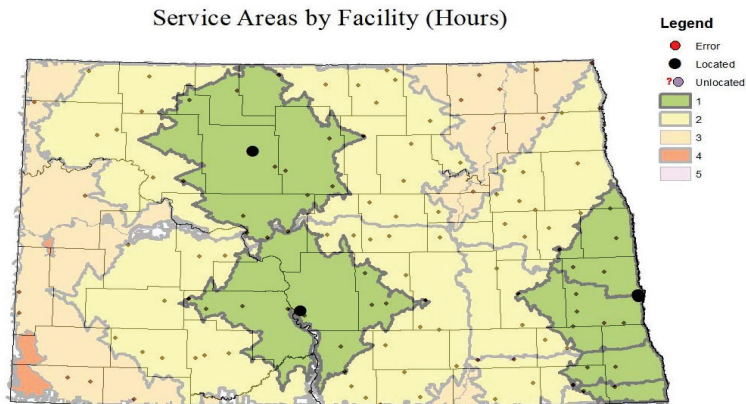 Service Areas by Facility (Hours)
Legend
Error
Located
? Unlocated
1
2
3
4
5